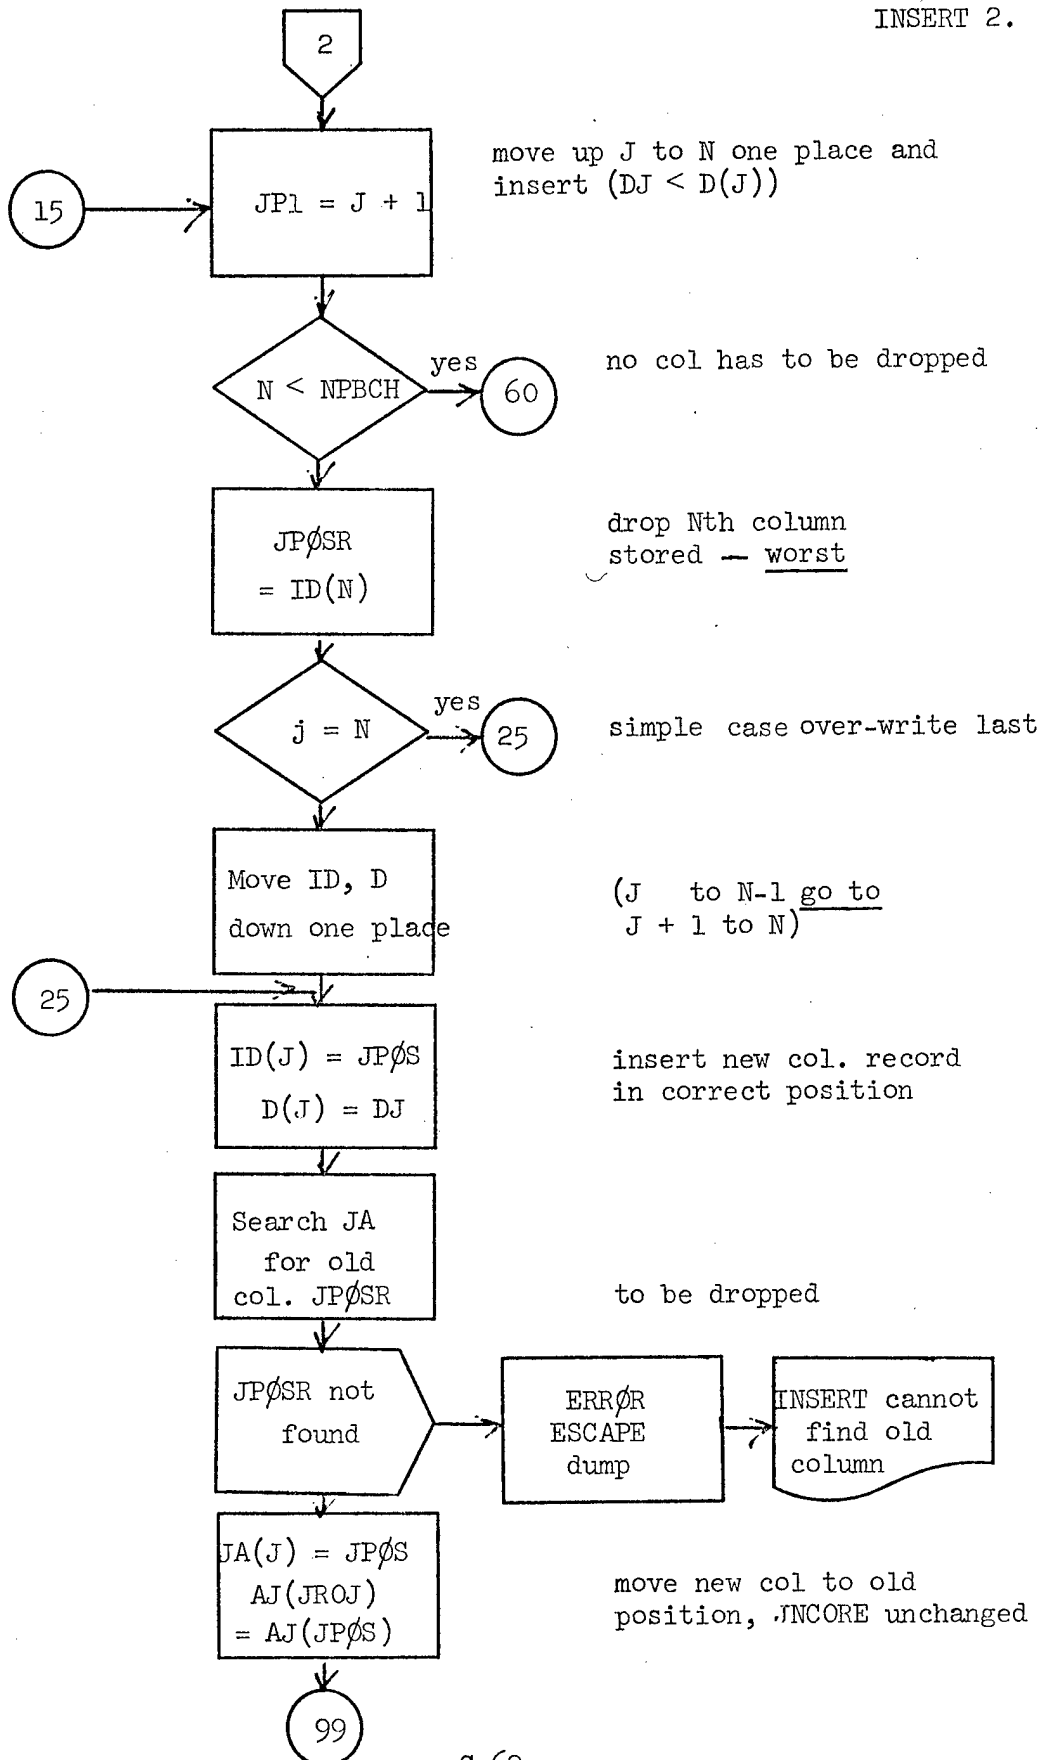 INSERT 2.
2
move up J to N one place and
insert (DJ < D(J))
15
JP1 = J + 1
yes
no col has to be dropped
N < NPBCH
60
drop Nth column
stored — worst
JPØSR
= ID(N)
yes
simple case over-write last
j = N
25
Move ID, D
down one place
(J to N-1 go to
J + 1 to N)
25
ID(J) = JPØS
D(J) = DJ
insert new col. record
in correct position
Search JA
for old
col. JPØSR
to be dropped
JPØSR not
found
ERRØR
ESCAPE
dump
INSERT cannot
find old
column
JA(J) = JPØS
AJ(JROJ)
= AJ(JPØS)
move new col to old
position, JNCORE unchanged
99